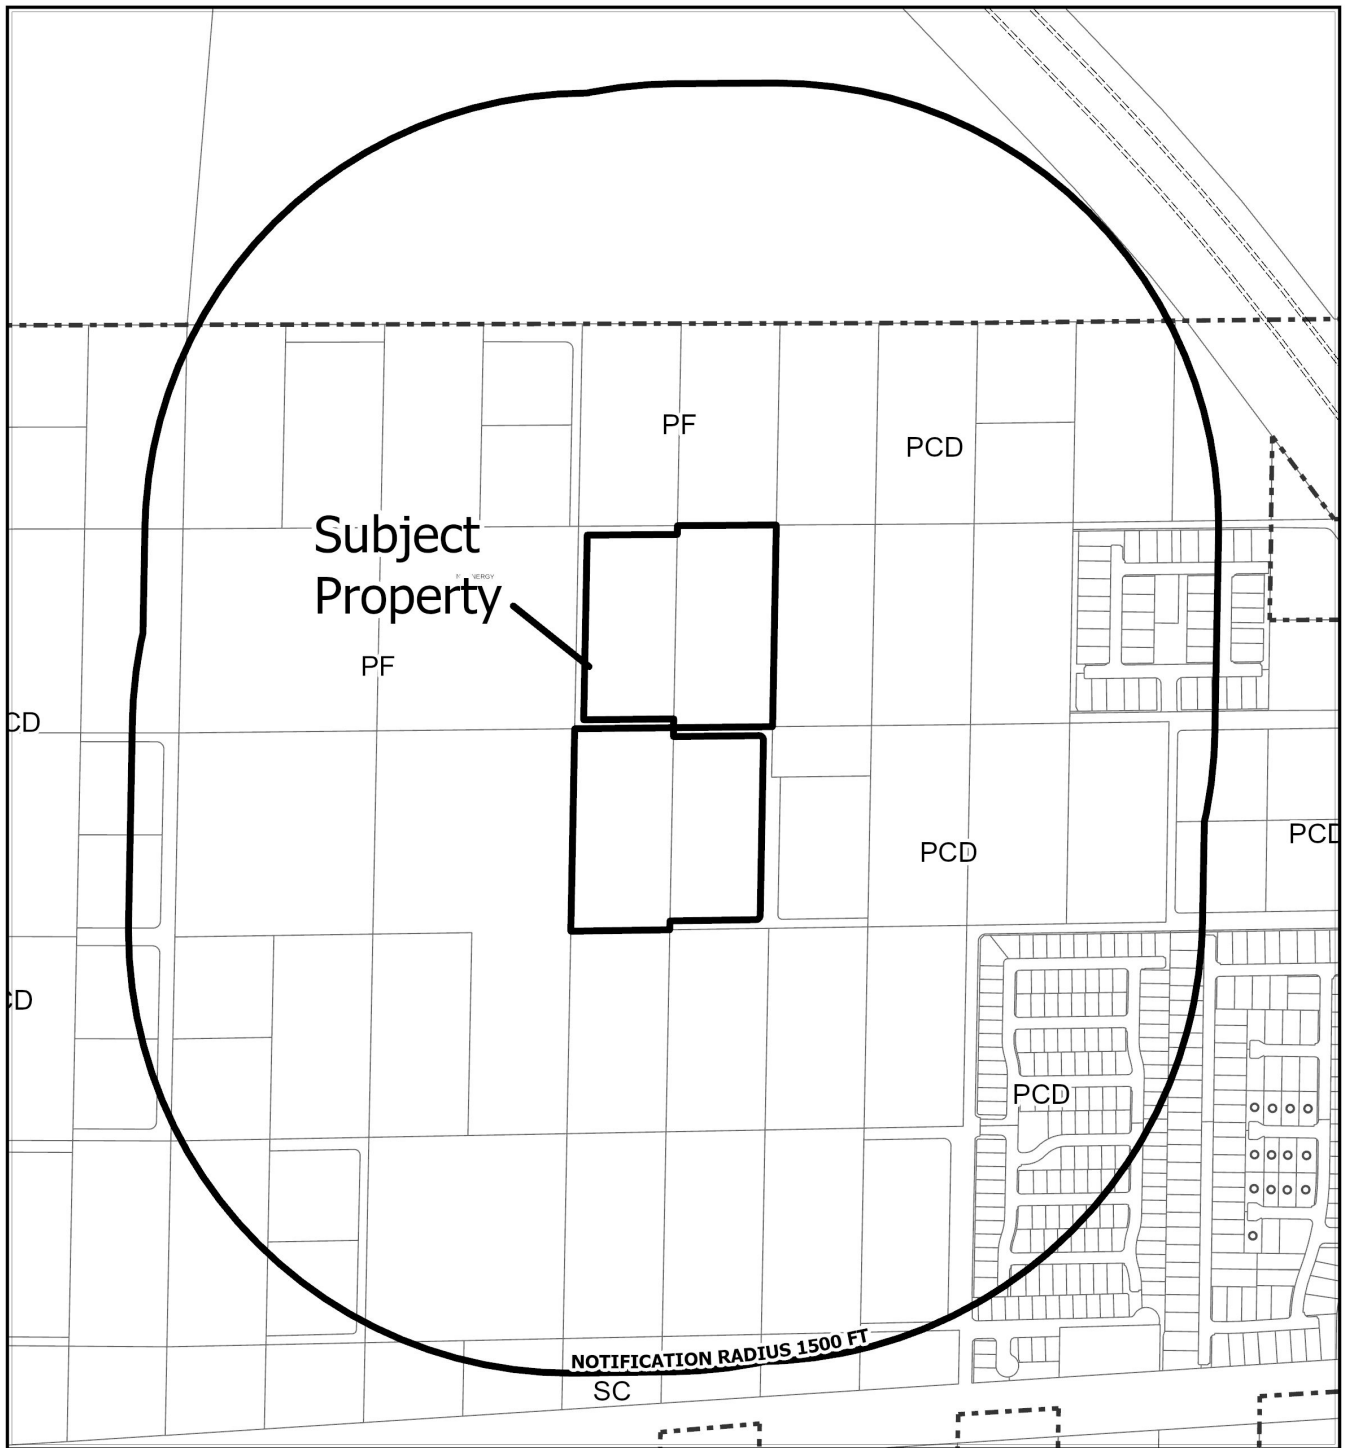 PF
PCD
Subject
Property
PF
CD
PCD
PCD
CD
PCD
NOTIFICATION RADIUS 1500 FT
SC